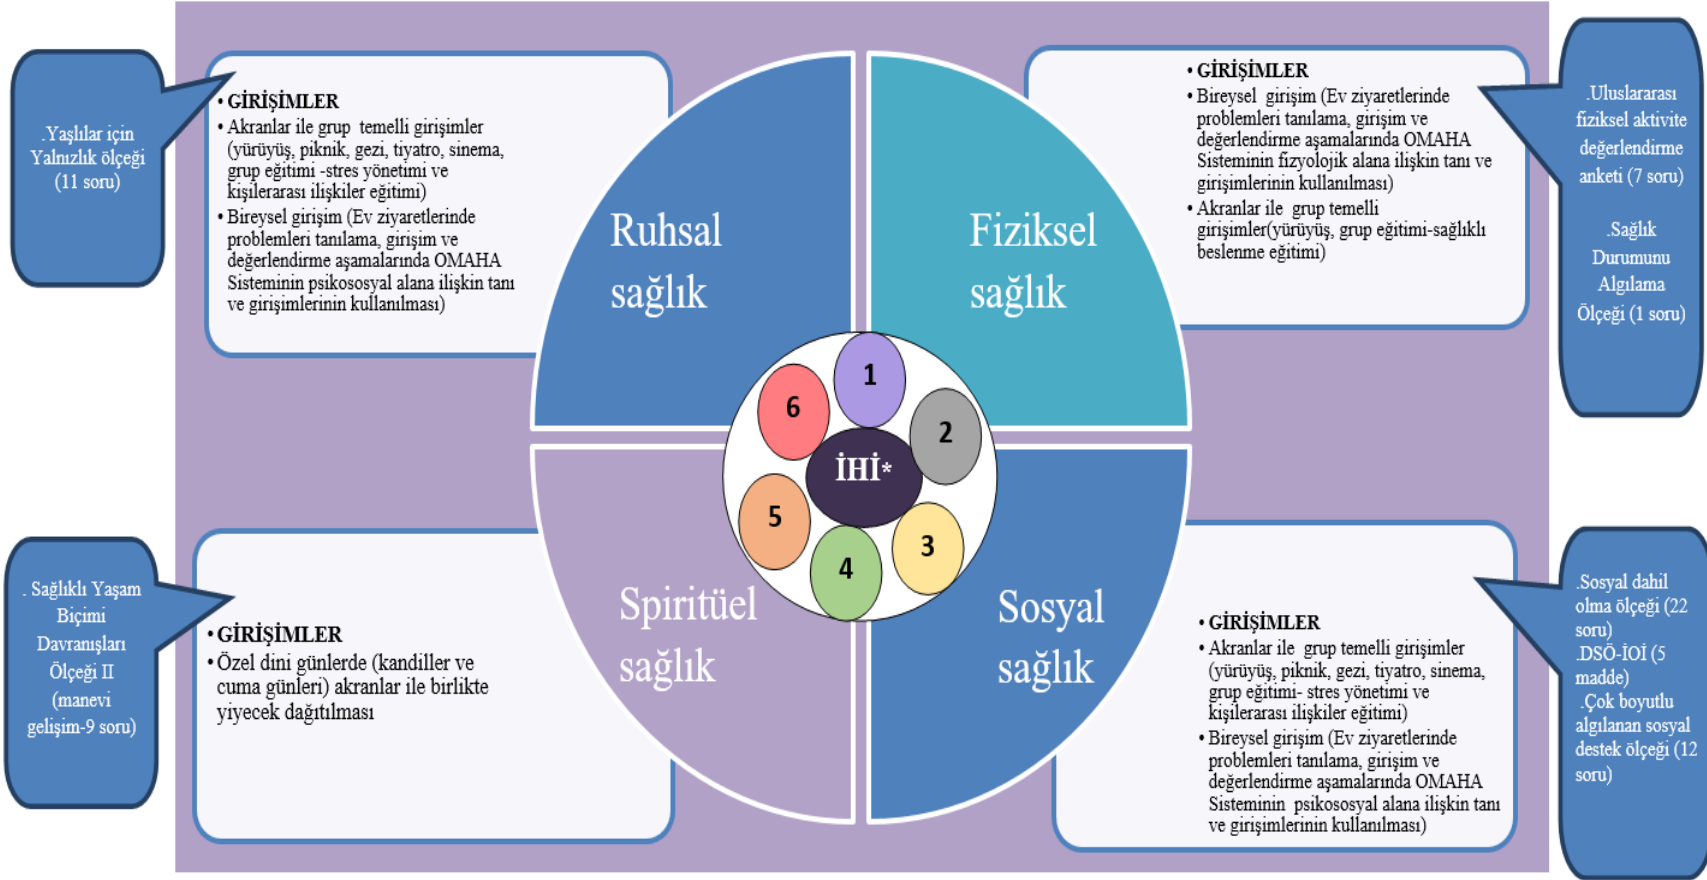 .Yaşlılar için
Yalnızlık ölçeği
(11 soru)
• GİRİŞİMLER
• Akranlar ile grup temelli girişimler
(yürüyüş, piknik, gezi, tiyatro, sinema,
grup eğitimi -stres yönetimi ve
kişilerarası ilişkiler eğitimi)
• Bireysel girişim (Ev ziyaretlerinde
problemleri tanılama, girişim ve
değerlendirme aşamalarında OMAHA
Sisteminin psikososyal alana ilişkin tanı
ve girişimlerinin kullanılması)
Ruhsal
sağlık
Fiziksel
sağlık
• GİRİŞİMLER
• Bireysel girişim (Ev ziyaretlerinde
problemleri tanılama, girişim ve
değerlendirme aşamalarında OMAHA
Sisteminin fizyolojik alana ilişkin tanı ve
girişimlerinin kullanılması)
• Akranlar ile grup temelli
girişimler(yürüyüş, grup eğitimi-sağlıklı
beslenme eğitimi)
.Uluslararası
fiziksel aktivite
değerlendirme
anketi (7 soru)
.Sağlık
Durumunu
Algılama
Ölçeği (1 soru)
1
2
3
4
5
6
İHİ*
. Sağlıklı Yaşam
Biçimi
Davranışları
Ölçeği II
(manevi
gelişim-9 soru)
• GİRİŞİMLER
• Özel dini günlerde (kandiller ve
cuma günleri) akranlar ile birlikte
yiyecek dağıtılması
Spiritüel
sağlık
Sosyal
sağlık
• GİRİŞİMLER
• Akranlar ile grup temelli girişimler
(yürüyüş, piknik, gezi, tiyatro, sinema,
grup eğitimi- stres yönetimi ve
kişilerarası ilişkiler eğitimi)
• Bireysel girişim (Ev ziyaretlerinde
problemleri tanılama, girişim ve
değerlendirme aşamalarında OMAHA
Sisteminin psikososyal alana ilişkin tanı
ve girişimlerinin kullanılması)
.Sosyal dahil
olma ölçeği (22
soru)
.DSÖ-İOİ (5
madde)
.Çok boyutlu
algılanan sosyal
destek ölçeği (12
soru)